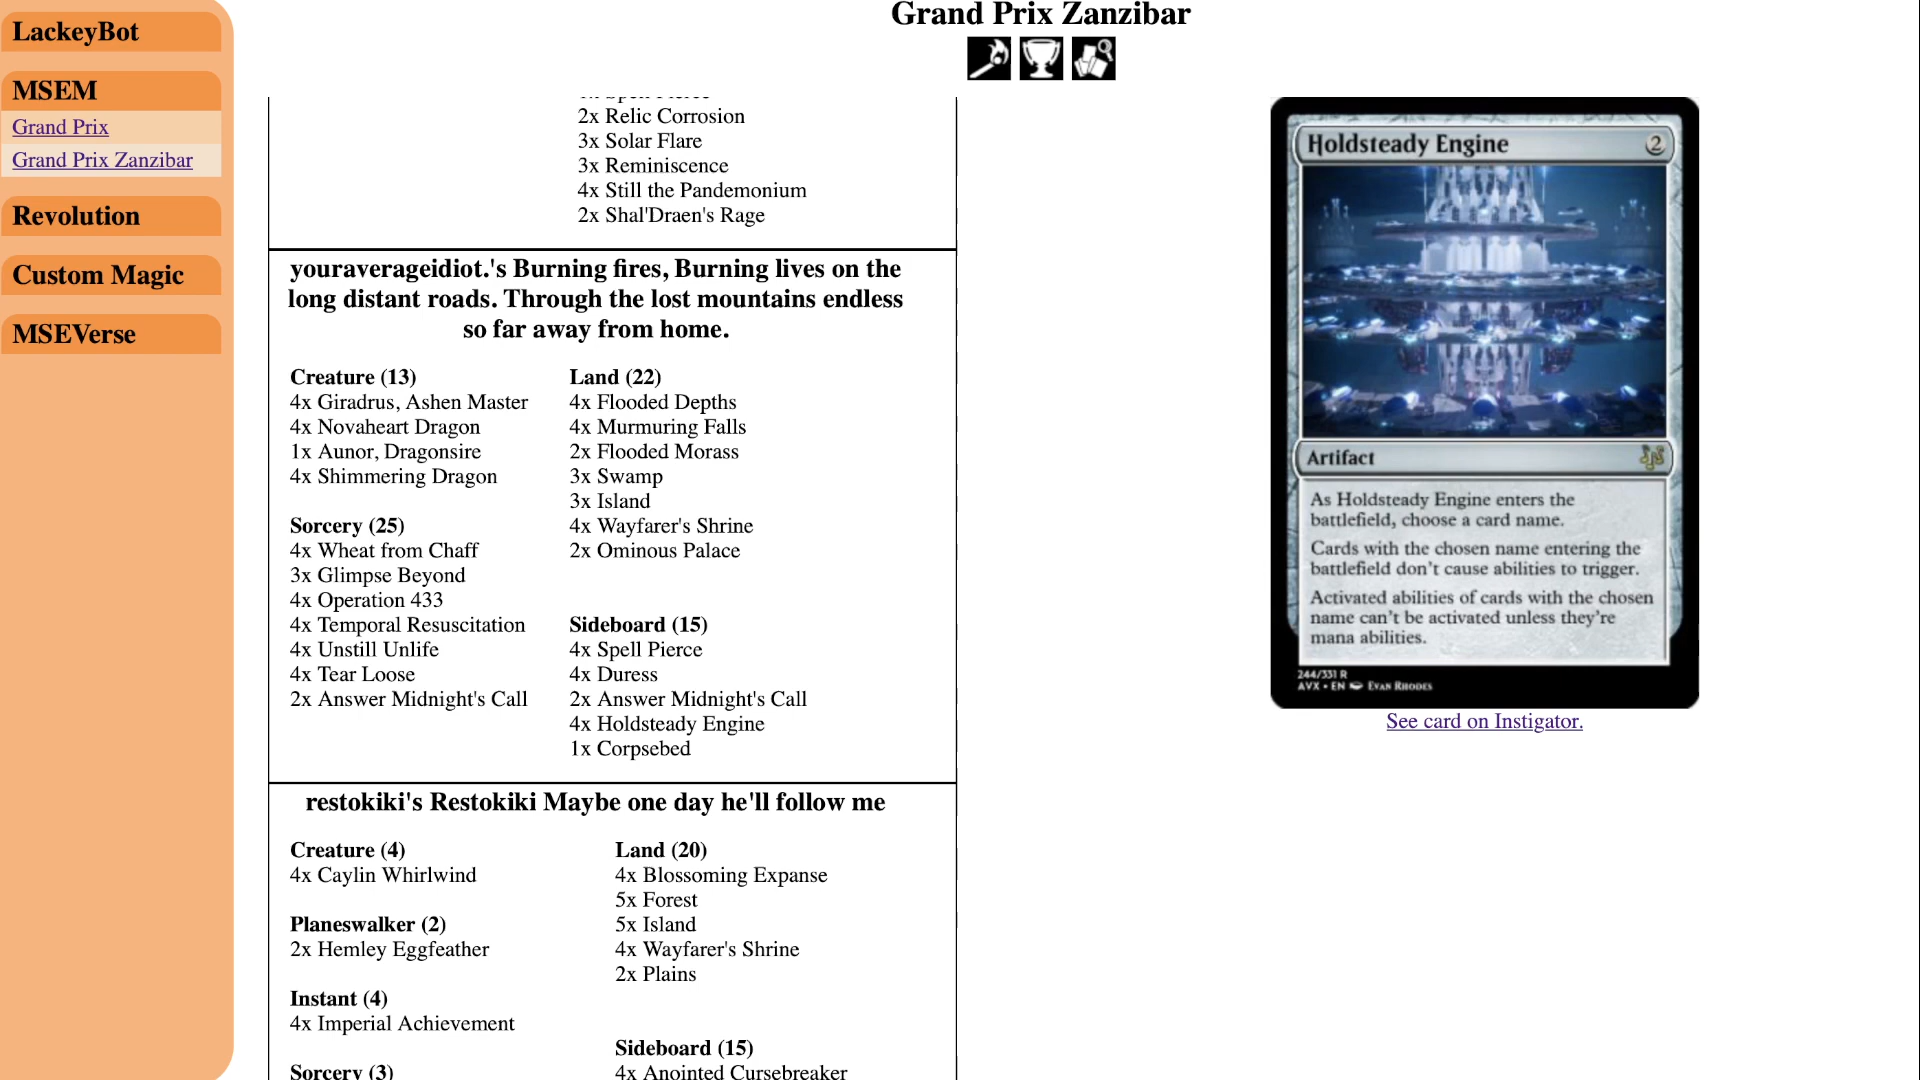 LackeyBot
MSEM
Grand Prix
Grand Prix Zanzibar
Revolution
Custom Magic
MSEVerse
Grand Prix Zanzibar
1x Spell Pierce
2x Relic Corrosion
3x Solar Flare
3x Reminiscence
4x Still the Pandemonium
2x Shal'Draen's Rage
youraverageidiot.'s Burning fires, Burning lives on the
long distant roads. Through the lost mountains endless
so far away from home.
Creature (13)
4x Giradrus, Ashen Master
4x Novaheart Dragon
1x Aunor, Dragonsire
4x Shimmering Dragon
Sorcery (25)
4x Wheat from Chaff
3x Glimpse Beyond
4x Operation 433
4x Temporal Resuscitation
4x Unstill Unlife
4x Tear Loose
2x Answer Midnight's Call
Land (22)
4x Flooded Depths
4x Murmuring Falls
2x Flooded Morass
3x Swamp
3x Island
4x Wayfarer's Shrine
2x Ominous Palace
Sideboard (15)
4x Spell Pierce
4x Duress
2x Answer Midnight's Call
4x Holdsteady Engine
1x Corpsebed
restokiki's Restokiki Maybe one day he'll follow me
Creature (4)
4x Caylin Whirlwind
Planeswalker (2)
2x Hemley Eggfeather
Instant (4)
4x Imperial Achievement
Sorcery (3)
Land (20)
4x Blossoming Expanse
5x Forest
5x Island
4x Wayfarer's Shrine
2x Plains
Sideboard (15)
4x Anointed Cursebreaker
Holdsteady Engine
2
Artifact
As Holdsteady Engine enters the
battlefield, choose a card name.
Cards with the chosen name entering the
battlefield don't cause abilities to trigger.
Activated abilities of cards with the chosen
name can't be activated unless they're
mana abilities.
244/331 R
AVX • EN Evan Rhodes
See card on Instigator.